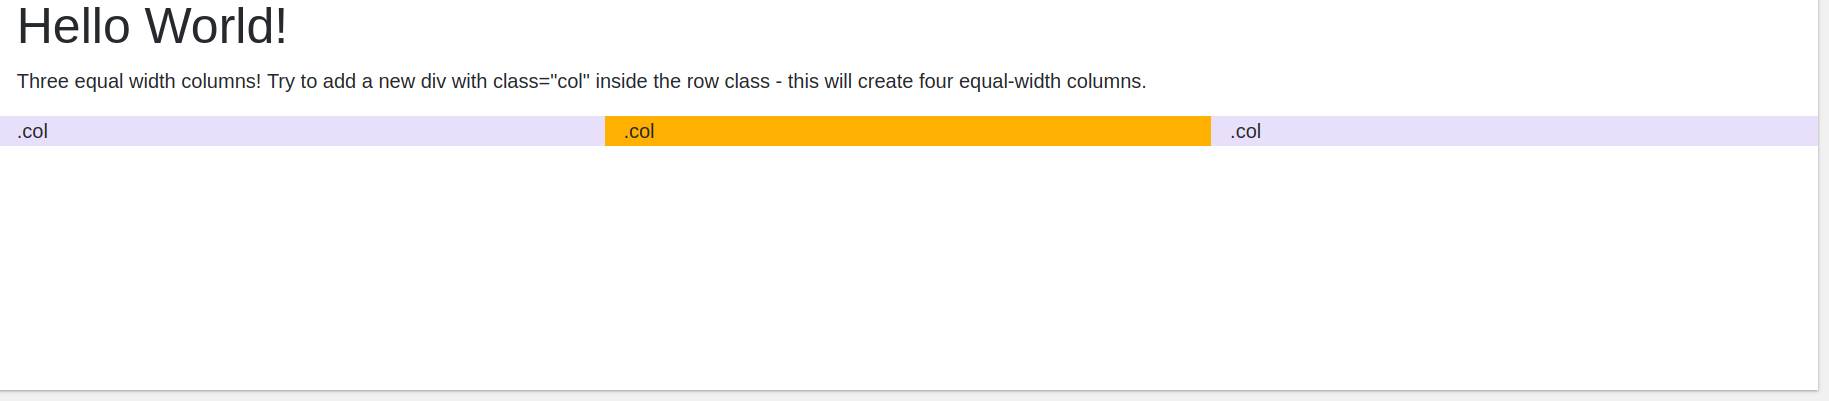 Hello World!
Three equal width columns! Try to add a new div with class="col" inside the row class - this will create four equal-width columns.
.col .col .col